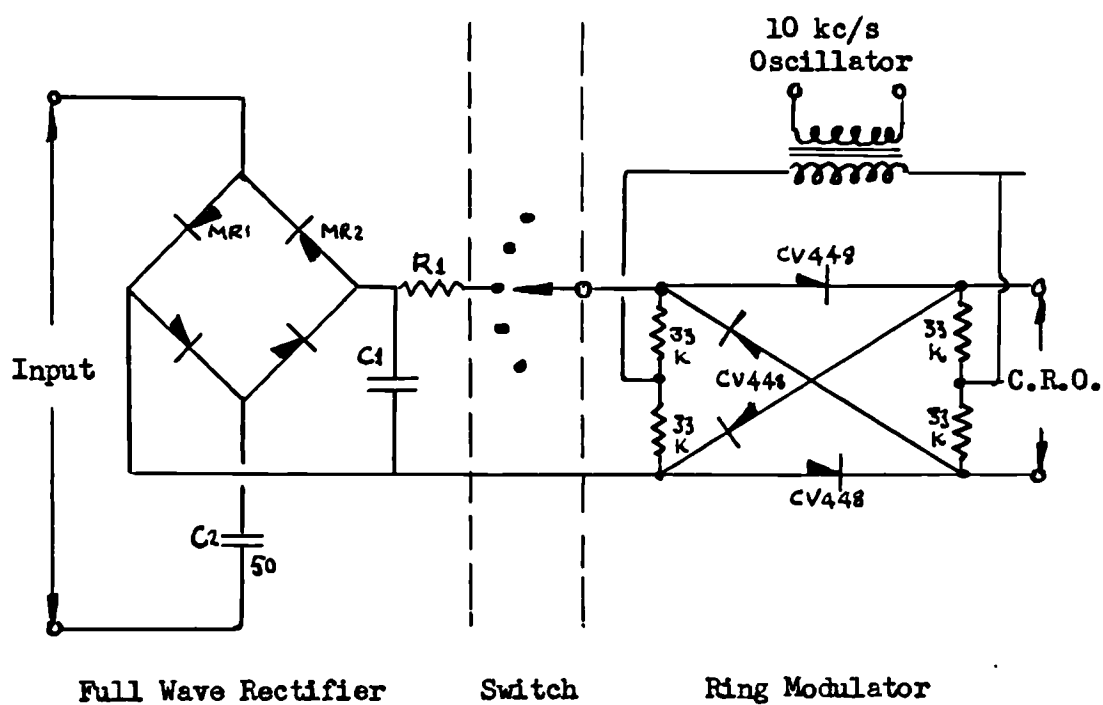 10 kc/s
Oscillator
MR1
MR2
R1
CV448
Input
C1
33
K
CV448
33
K
C.R.O.
33
K
33
K
CV448
C2
50
Full Wave Rectifier
Switch
Ring Modulator